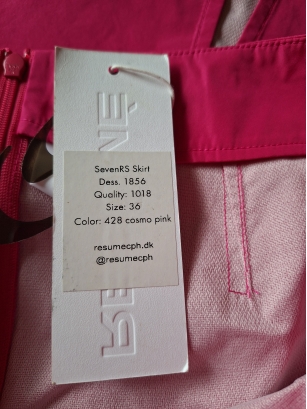 SevenRS Skirt
Dess. 1856
Quality: 1018
Size: 36
Color: 428 cosmo pink
resumecph.dk
@resumecph